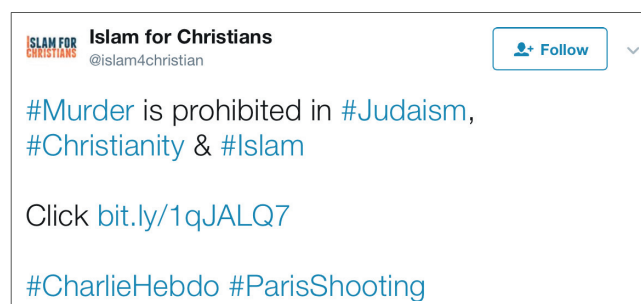 ISLAM FOR
CHRISTIANS
Islam for Christians
@islam4christian
Follow
#Murder is prohibited in #Judaism,
#Christianity & #Islam
Click bit.ly/1qJALQ7
#CharlieHebdo #ParisShooting